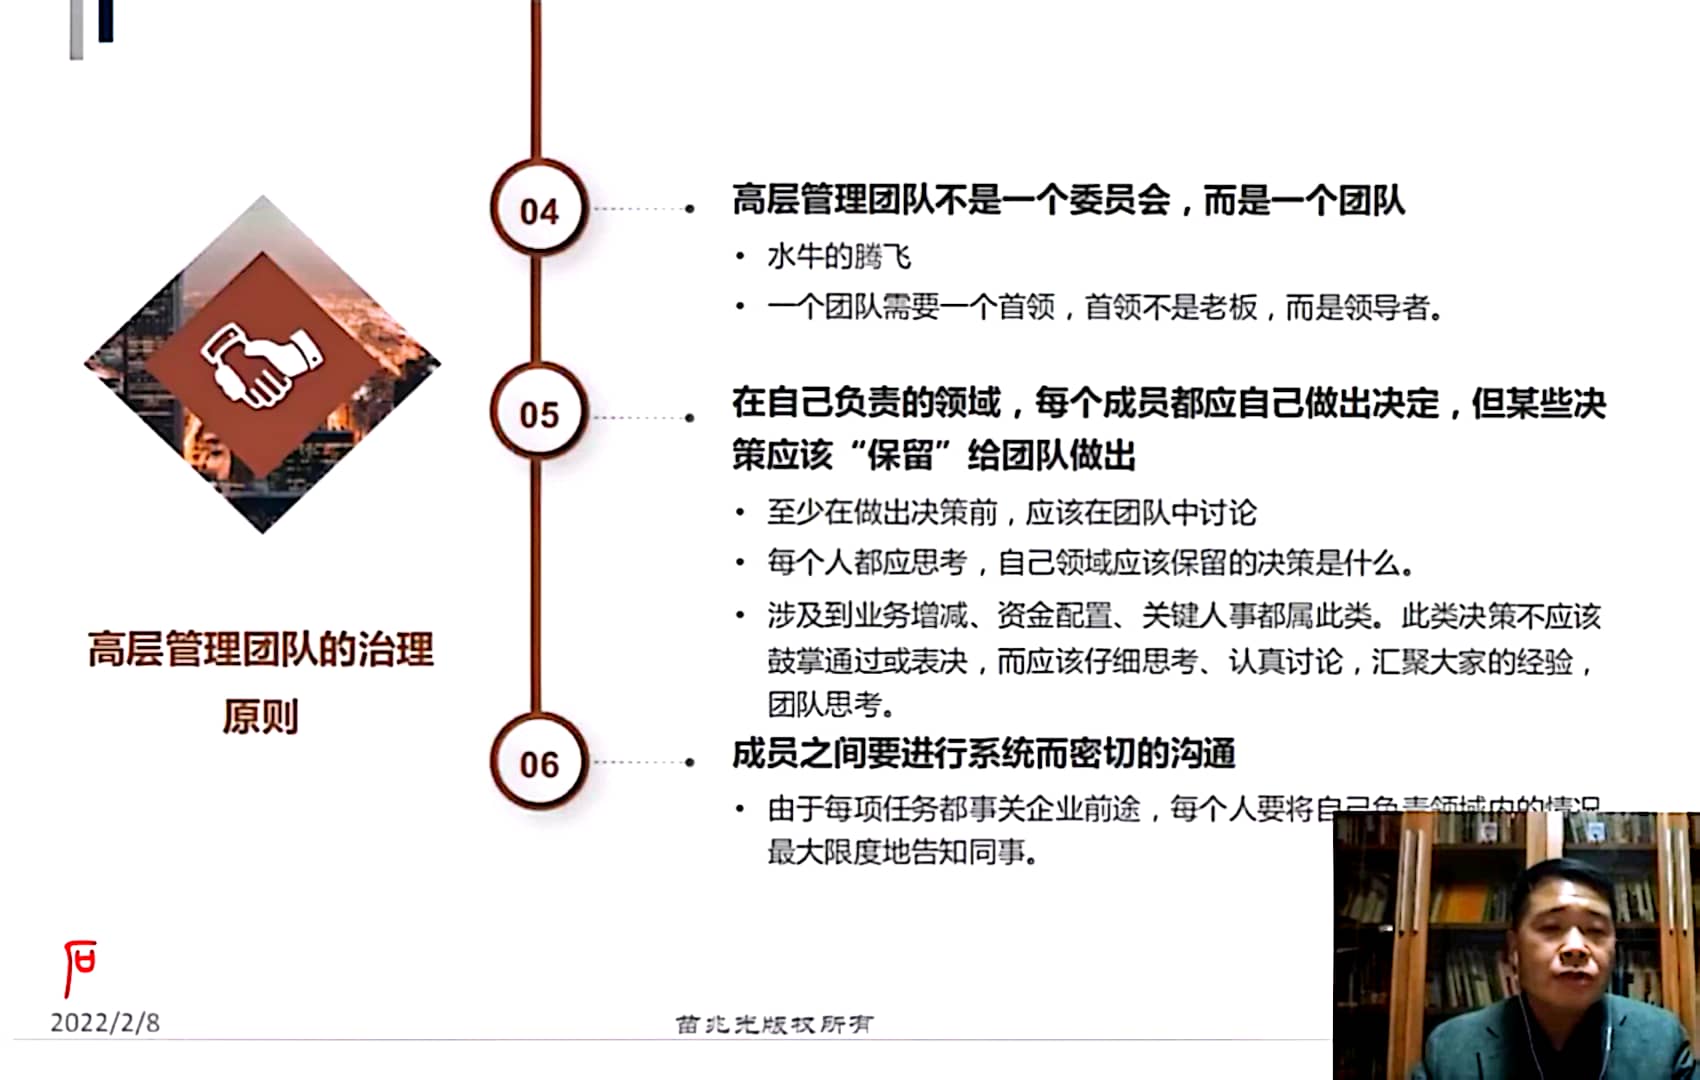 04
高层管理团队不是一个委员会，而是一个团队
• 水牛的腾飞
• 一个团队需要一个首领，首领不是老板，而是领导者。
05
在自己负责的领域，每个成员都应自己做出决定，但某些决
策应该“保留”给团队做出
• 至少在做出决策前，应该在团队中讨论
• 每个人都应思考，自己领域应该保留的决策是什么。
• 涉及到业务增减、资金配置、关键人事都属此类。此类决策不应该
鼓掌通过或表决，而应该仔细思考、认真讨论，汇聚大家的经验，
团队思考。
高层管理团队的治理
原则
06
成员之间要进行系统而密切的沟通
• 由于每项任务都事关企业前途，每个人要将自己负责领域内的情况
最大限度地告知同事。
2022/2/8
苗兆光版权所有